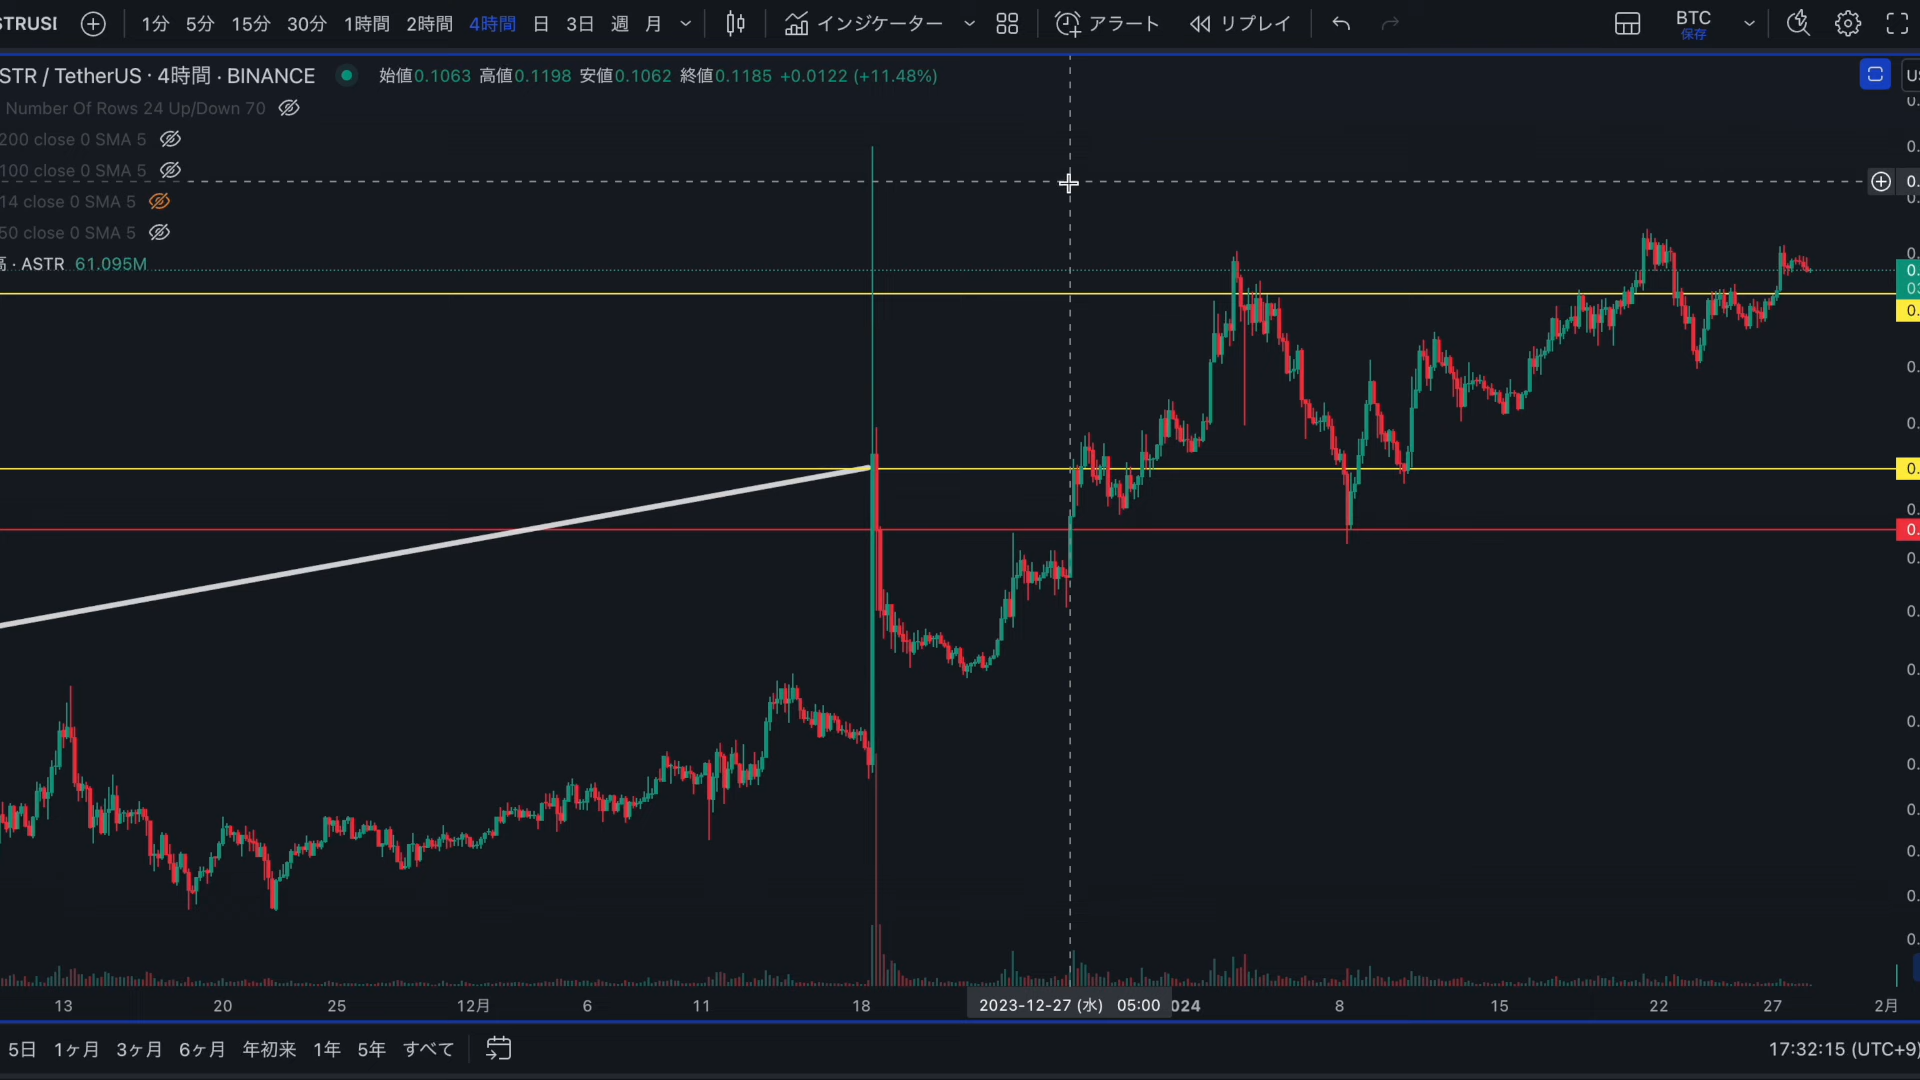 STRUSI 1分 5分 15分 30分 1時間 2時間 4時間 日 3日 週 月 インジケーター アラート リプレイ BTC
保存
STR / TetherUS · 4時間 · BINANCE 始値0.1063 高値0.1198 安値0.1062 終値0.1185 +0.0122 (+11.48%)
Number Of Rows 24 Up/Down 70
200 close 0 SMA 5
100 close 0 SMA 5
14 close 0 SMA 5
50 close 0 SMA 5
高 · ASTR 61.095M
13 20 25 12月 6 11 18 2023-12-27 (水) 05:00 024 8 15 22 27 2月
5日 1ヶ月 3ヶ月 6ヶ月 年初来 1年 5年 すべて 17:32:15 (UTC+9)